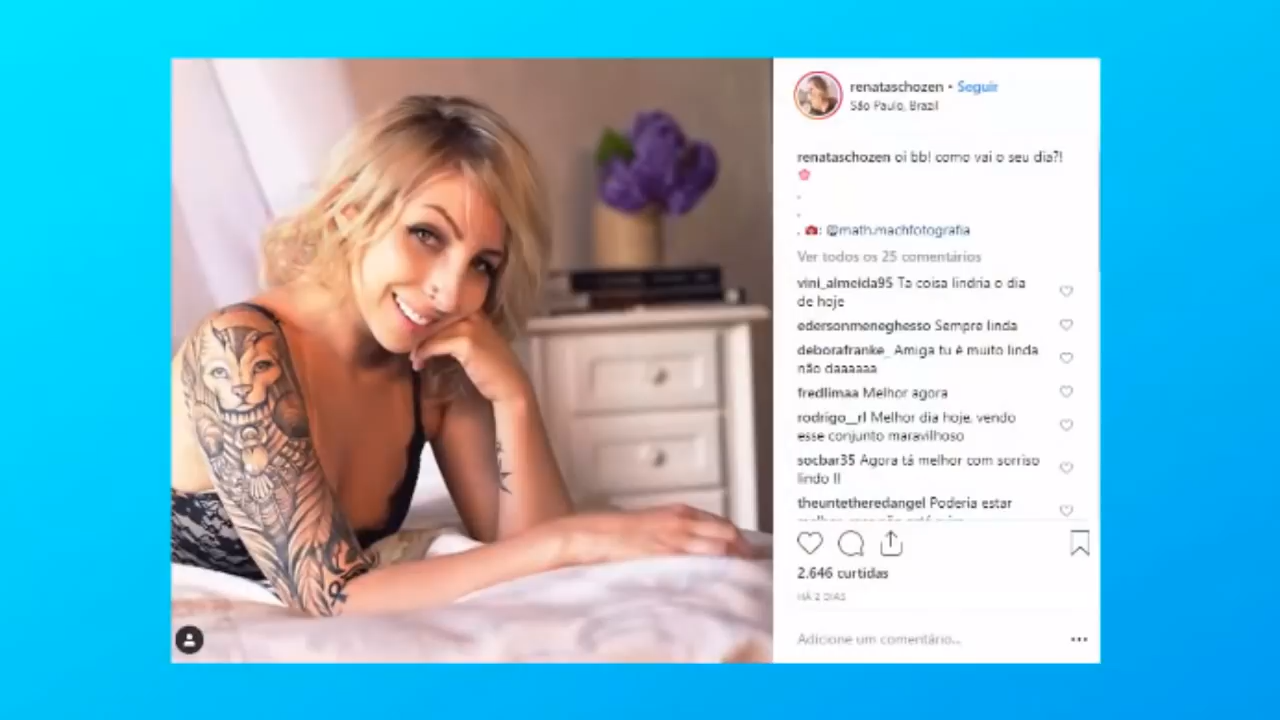 renataschozen • Seguir
São Paulo, Brazil
renataschozen oi bb! como vai o seu dia?!
.
.
. : @math.machfotografia
Ver todos os 25 comentários
vini_almeida95 Ta coisa lindria o dia
de hoje
edersonmeneghesso Sempre linda
deborafranke_ Amiga tu é muito linda
não daaaaaa
fredlimaa Melhor agora
rodrigo__rl Melhor dia hoje, vendo
esse conjunto maravilhoso
socbar35 Agora tá melhor com sorriso
lindo !!
theuntetheredangel Poderia estar
2.646 curtidas
HÁ 2 DIAS
Adicione um comentário...